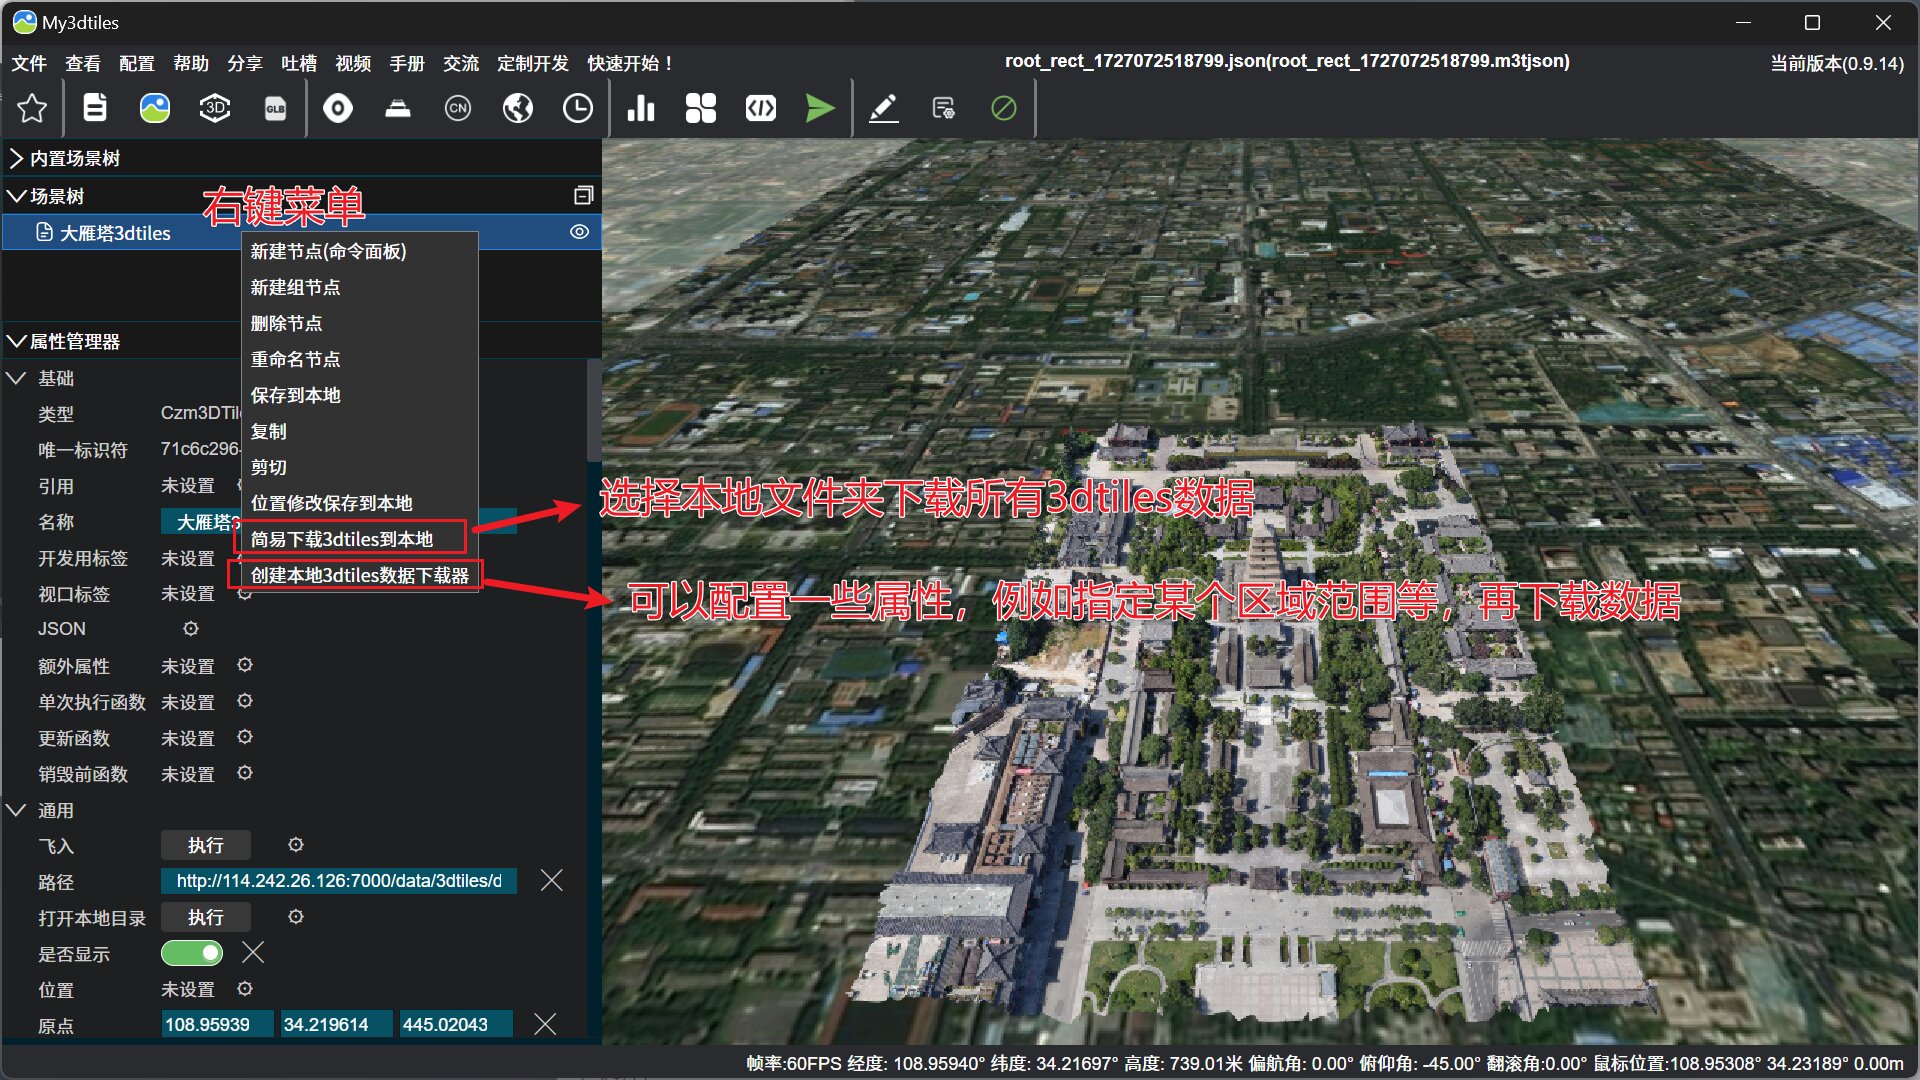 My3dtiles
文件 查看 配置 帮助 分享 吐槽 视频 手册 交流 定制开发 快速开始！
root_rect_1727072518799.json(root_rect_1727072518799.m3tjson)
当前版本(0.9.14)
3D
GLB
CN
内置场景树
场景树
右键菜单
大雁塔3dtiles
新建节点(命令面板)
新建组节点
删除节点
重命名节点
保存到本地
复制
剪切
位置修改保存到本地
简易下载3dtiles到本地
创建本地3dtiles数据下载器
选择本地文件夹下载所有3dtiles数据
可以配置一些属性，例如指定某个区域范围等，再下载数据
属性管理器
基础
类型 Czm3DTil
唯一标识符 71c6c296-
引用 未设置
名称 大雁塔3
开发用标签 未设置
视口标签 未设置
JSON
额外属性 未设置
单次执行函数 未设置
更新函数 未设置
销毁前函数 未设置
通用
飞入 执行
路径 http://114.242.26.126:7000/data/3dtiles/d
打开本地目录 执行
是否显示
位置 未设置
原点 108.95939 34.219614 445.02043
帧率:60FPS 经度: 108.95940° 纬度: 34.21697° 高度: 739.01米 偏航角: 0.00° 俯仰角: -45.00° 翻滚角:0.00° 鼠标位置:108.95308° 34.23189° 0.00m